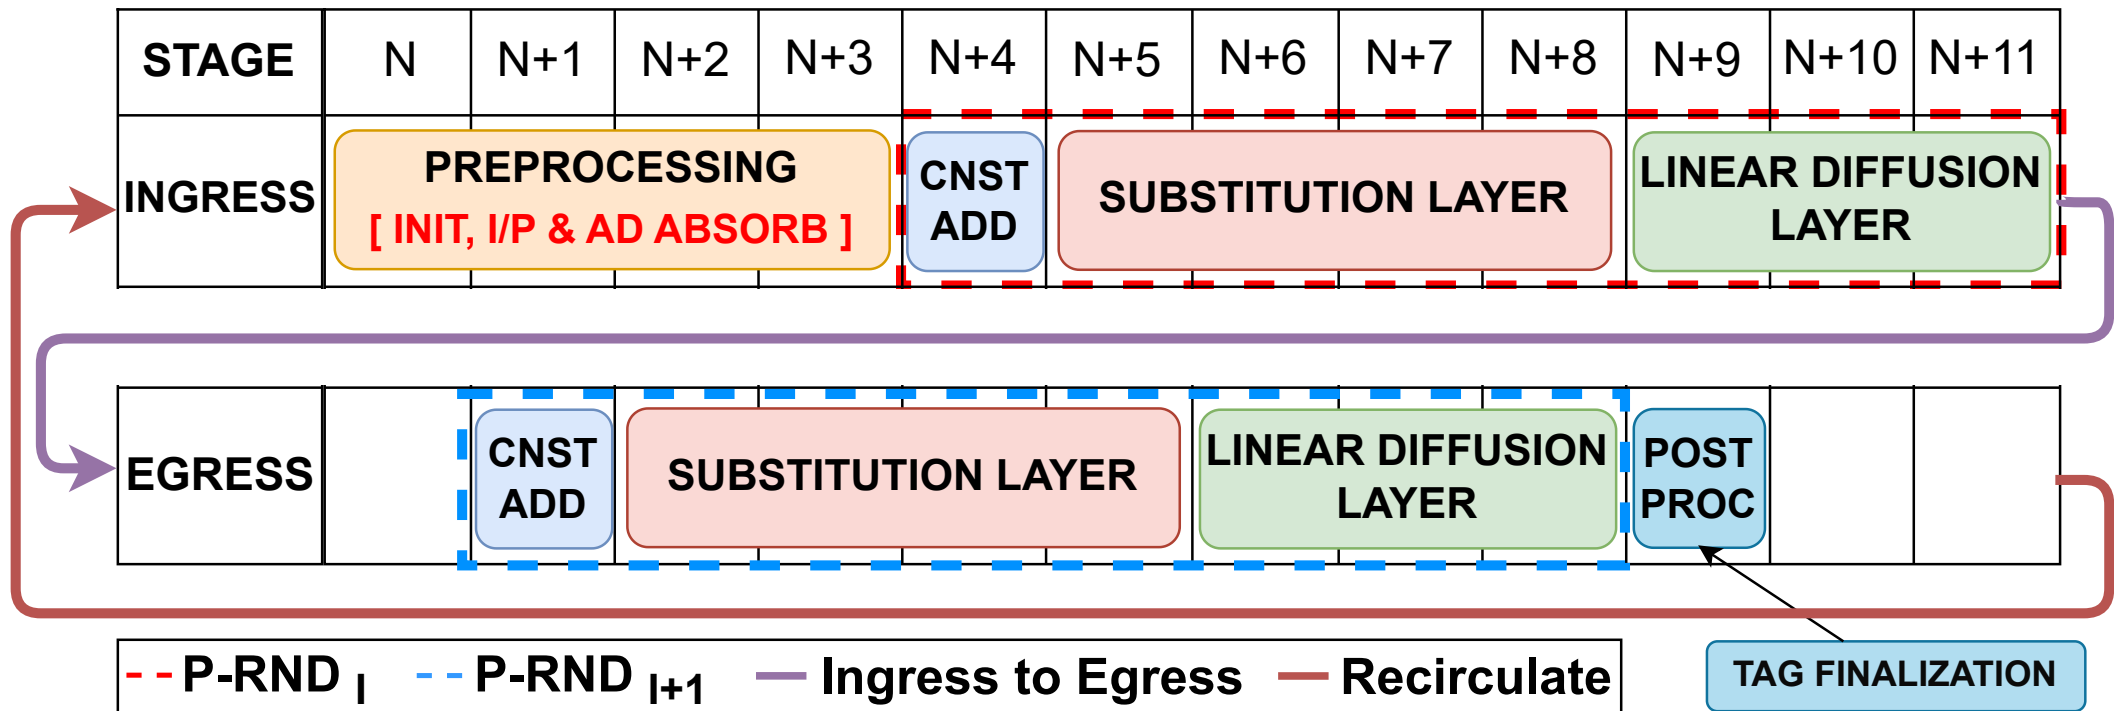 STAGE N N+1 N+2 N+3 N+4 N+5 N+6 N+7 N+8 N+9 N+10 N+11
INGRESS
PREPROCESSING
[ INIT, I/P & AD ABSORB ]
CNST
ADD
SUBSTITUTION LAYER
LINEAR DIFFUSION
LAYER
EGRESS
CNST
ADD
SUBSTITUTION LAYER
LINEAR DIFFUSION
LAYER
POST
PROC
P-RND I P-RND I+1 Ingress to Egress Recirculate
TAG FINALIZATION